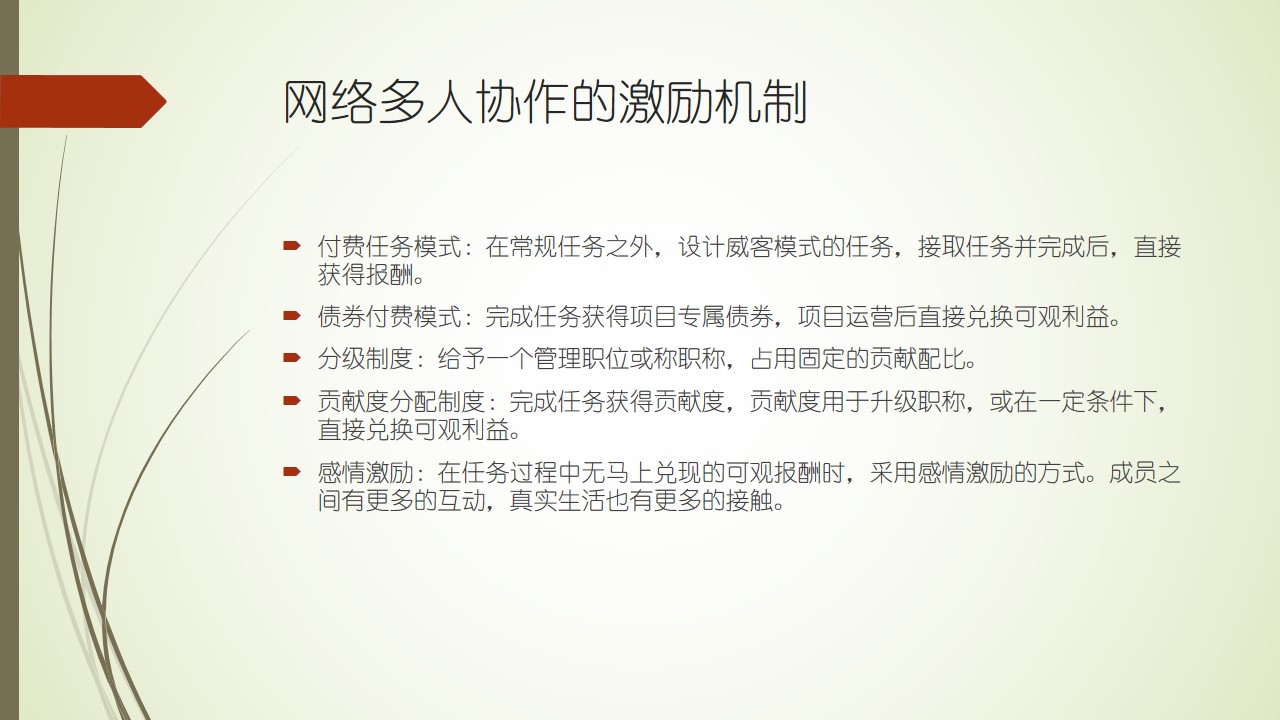 网络多人协作的激励机制
付费任务模式：在常规任务之外，设计威客模式的任务，接取任务并完成后，直接
获得报酬。
债券付费模式：完成任务获得项目专属债券，项目运营后直接兑换可观利益。
分级制度：给予一个管理职位或称职称，占用固定的贡献配比。
贡献度分配制度：完成任务获得贡献度，贡献度用于升级职称，或在一定条件下，
直接兑换可观利益。
感情激励：在任务过程中无马上兑现的可观报酬时，采用感情激励的方式。成员之
间有更多的互动，真实生活也有更多的接触。